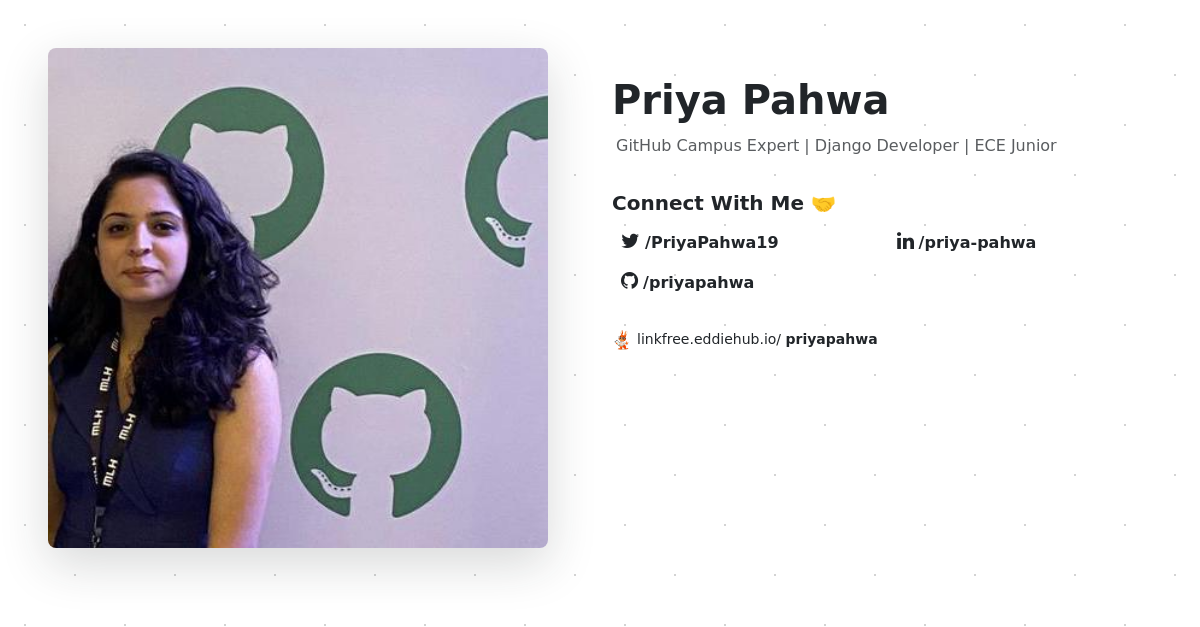 Priya Pahwa
GitHub Campus Expert | Django Developer | ECE Junior
Connect With Me 🤝
/PriyaPahwa19
/priya-pahwa
/priyapahwa
linkfree.eddiehub.io/ priyapahwa
MLH
MLH
MLH
MLH
MLH